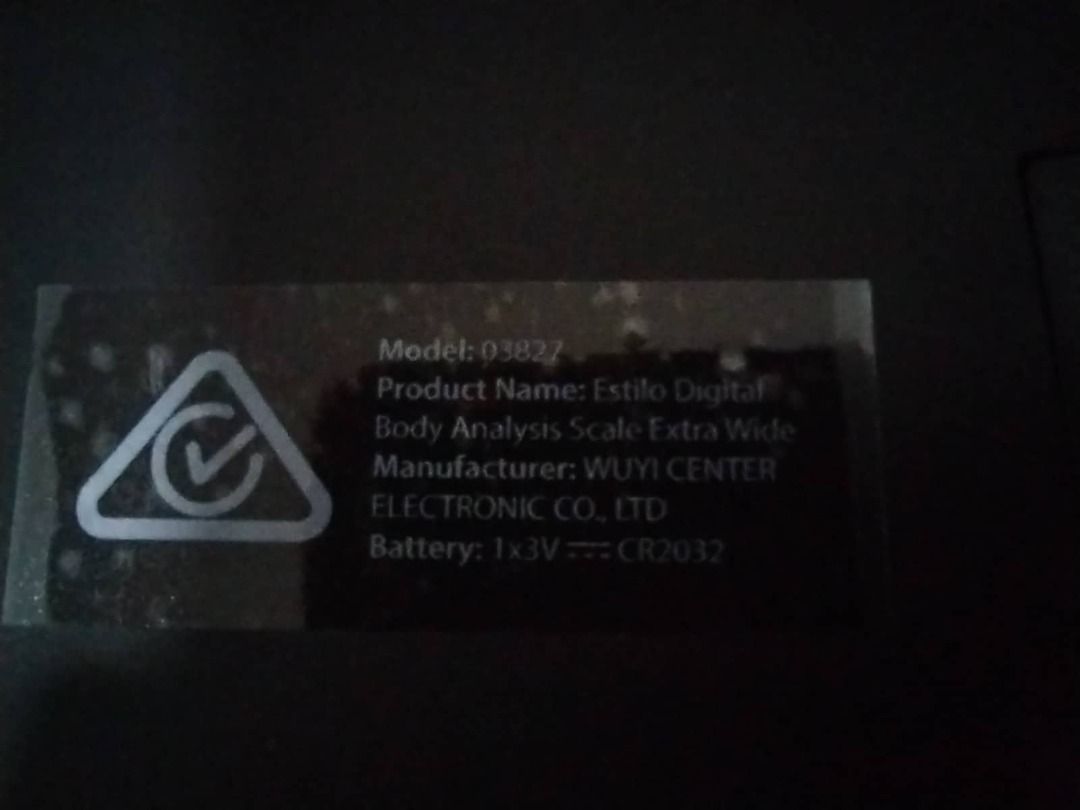 Model: 03827
Product Name: Estilo Digital
Body Analysis Scale Extra Wide
Manufacturer: WUYI CENTER
ELECTRONIC CO., LTD
Battery: 1x3V ⎓ CR2032